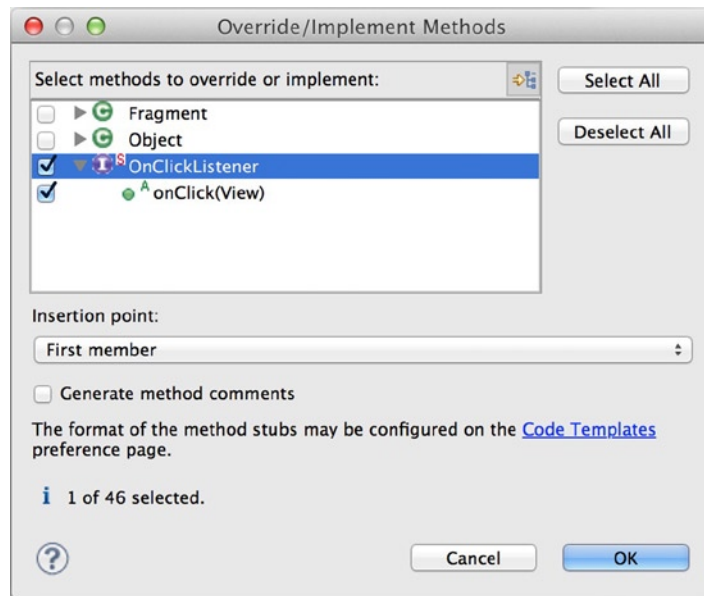 Override/Implement Methods
Select methods to override or implement:
Select All
Deselect All
C Fragment
C Object
I S OnClickListener
A onClick(View)
Insertion point:
First member
Generate method comments
The format of the method stubs may be configured on the Code Templates
preference page.
i 1 of 46 selected.
?
Cancel
OK